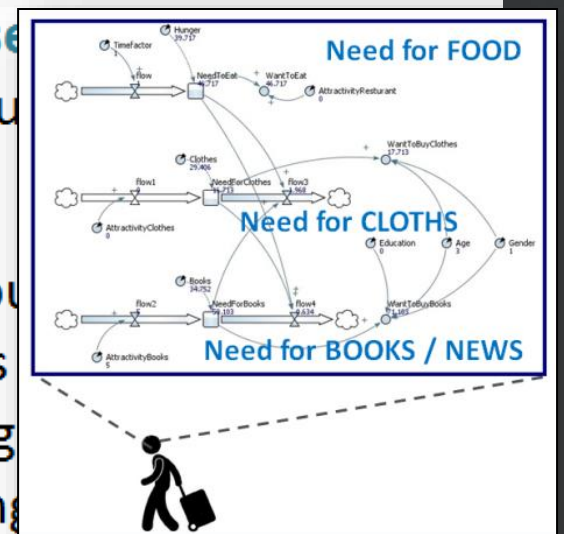 Need for FOOD
Hunger
39.717
Timefactor
1
flow
NeedToEat
WantToEat
46.717
AttractivityResturant
0
WantToBuyClothes
17.713
Clothes
29.406
flow1
NeedForClothes
flow3
AttractivityClothes
0
Need for CLOTHS
Education
0
Age
3
Gender
1
Books
34.752
flow2
NeedForBooks
flow4
WantToBuyBooks
AttractivityBooks
5
Need for BOOKS / NEWS